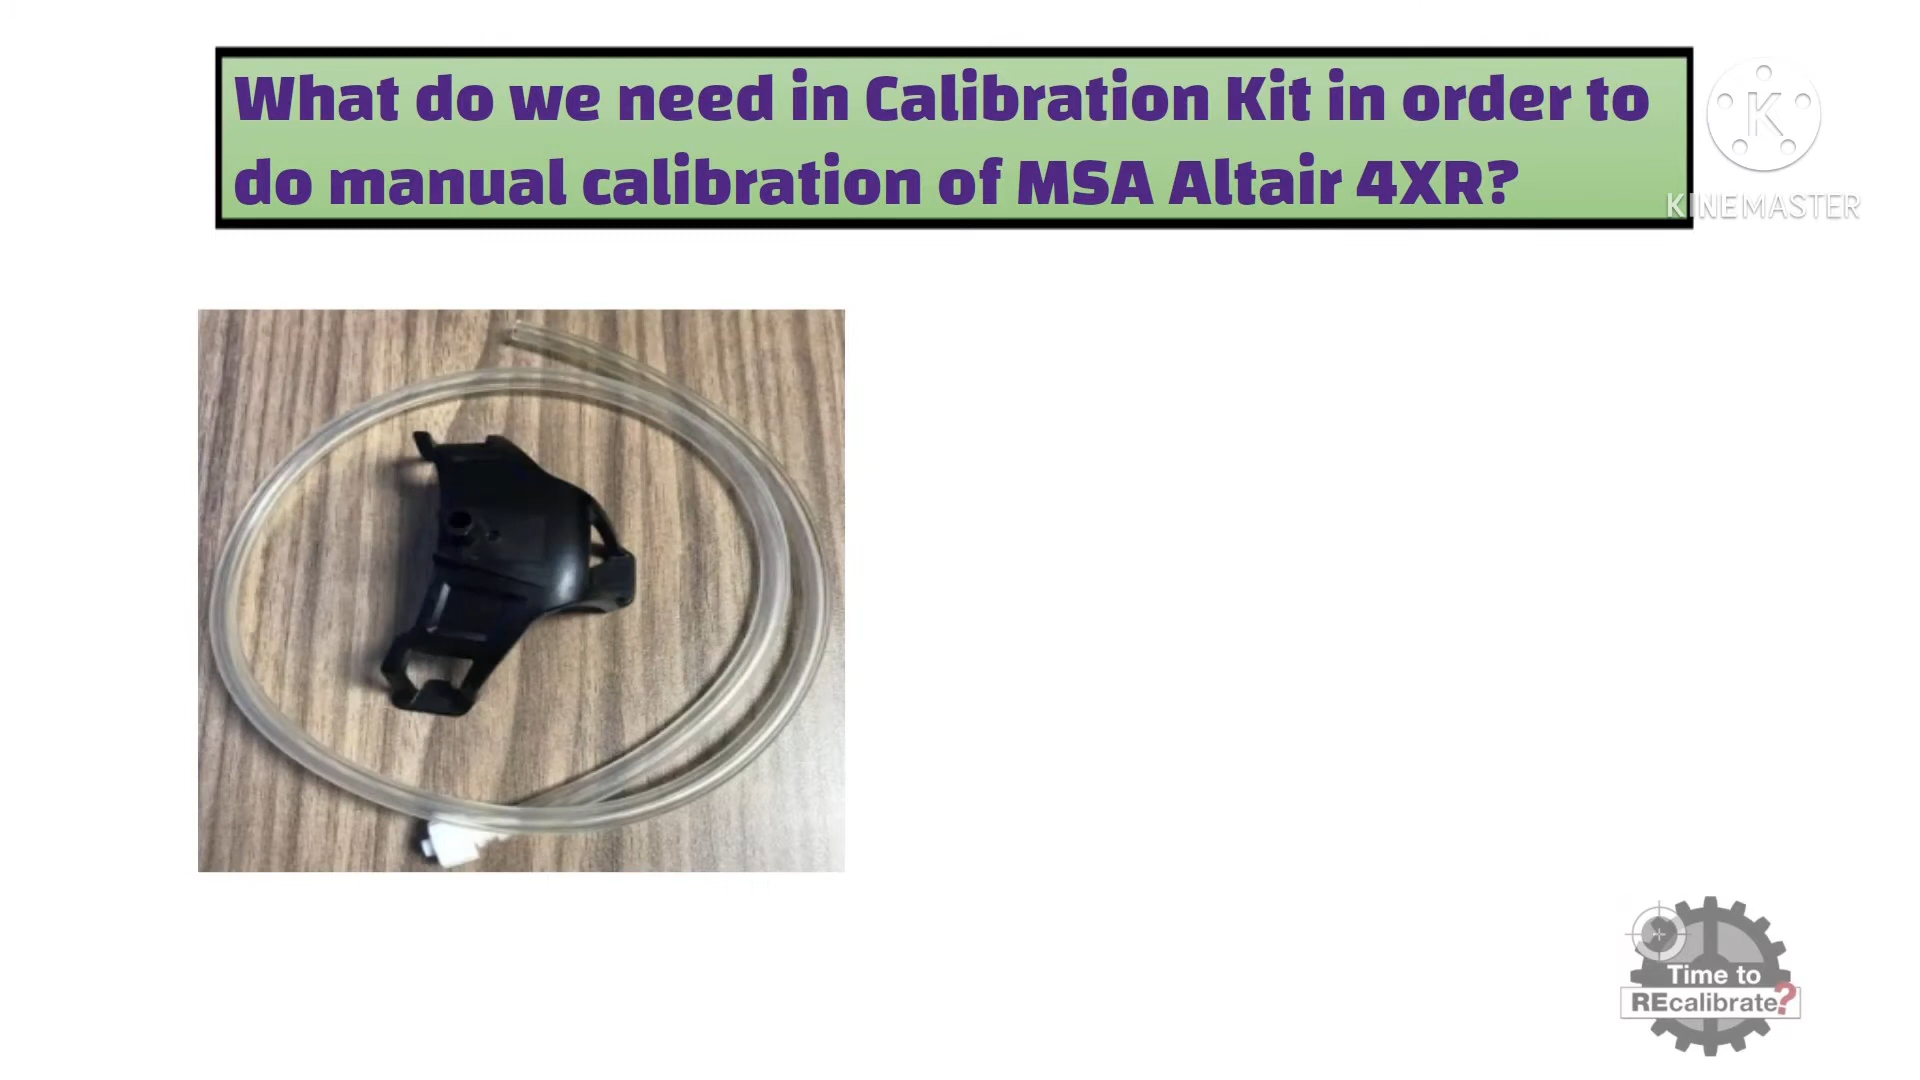 What do we need in Calibration Kit in order to
do manual calibration of MSA Altair 4XR?
K
KINEMASTER
Time to
REcalibrate?